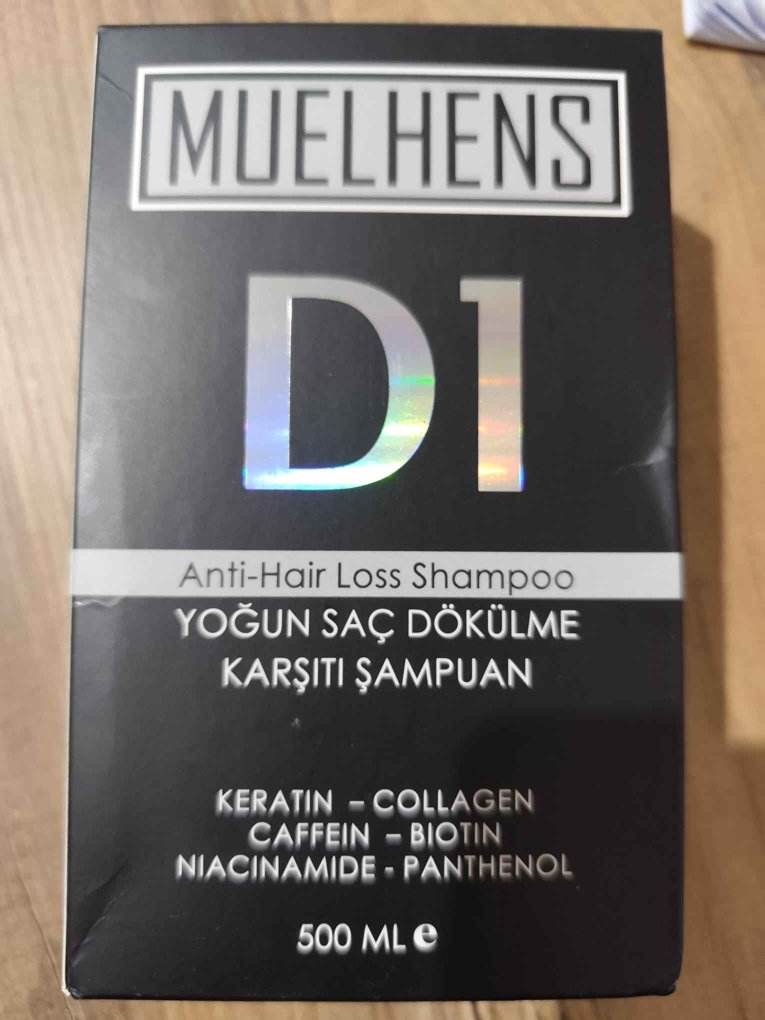 MUELHENS
D1
Anti-Hair Loss Shampoo
YOĞUN SAÇ DÖKÜLME
KARŞITI ŞAMPUAN
KERATIN – COLLAGEN
CAFFEIN – BIOTIN
NIACINAMIDE - PANTHENOL
500 ML ℮